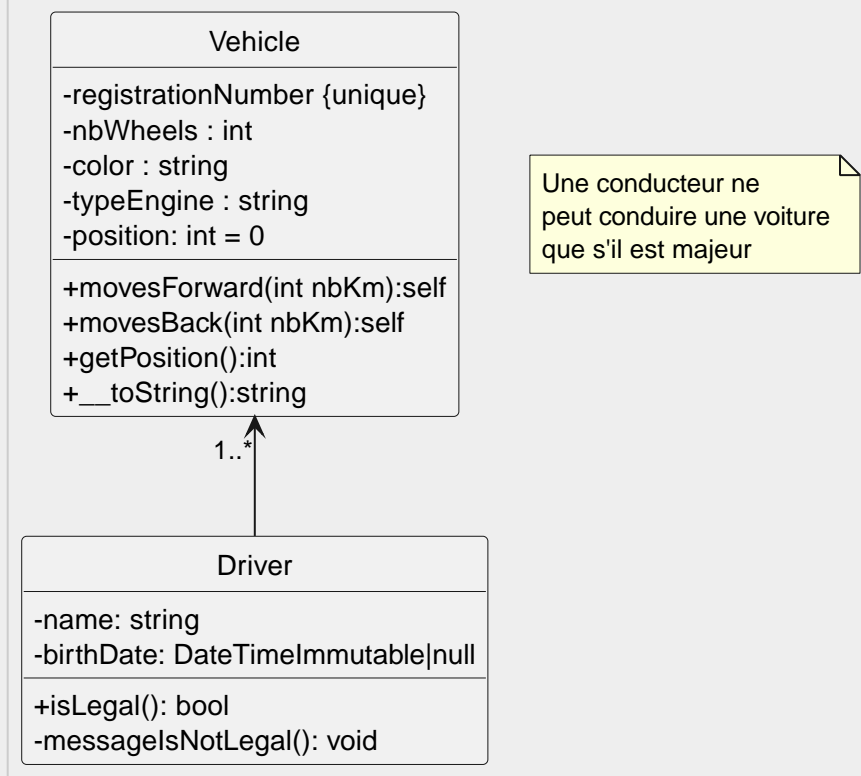 Vehicle
-registrationNumber {unique}
-nbWheels : int
-color : string
-typeEngine : string
-position: int = 0
+movesForward(int nbKm):self
+movesBack(int nbKm):self
+getPosition():int
+__toString():string
Une conducteur ne
peut conduire une voiture
que s'il est majeur
1..*
Driver
-name: string
-birthDate: DateTimeImmutable|null
+isLegal(): bool
-messageIsNotLegal(): void